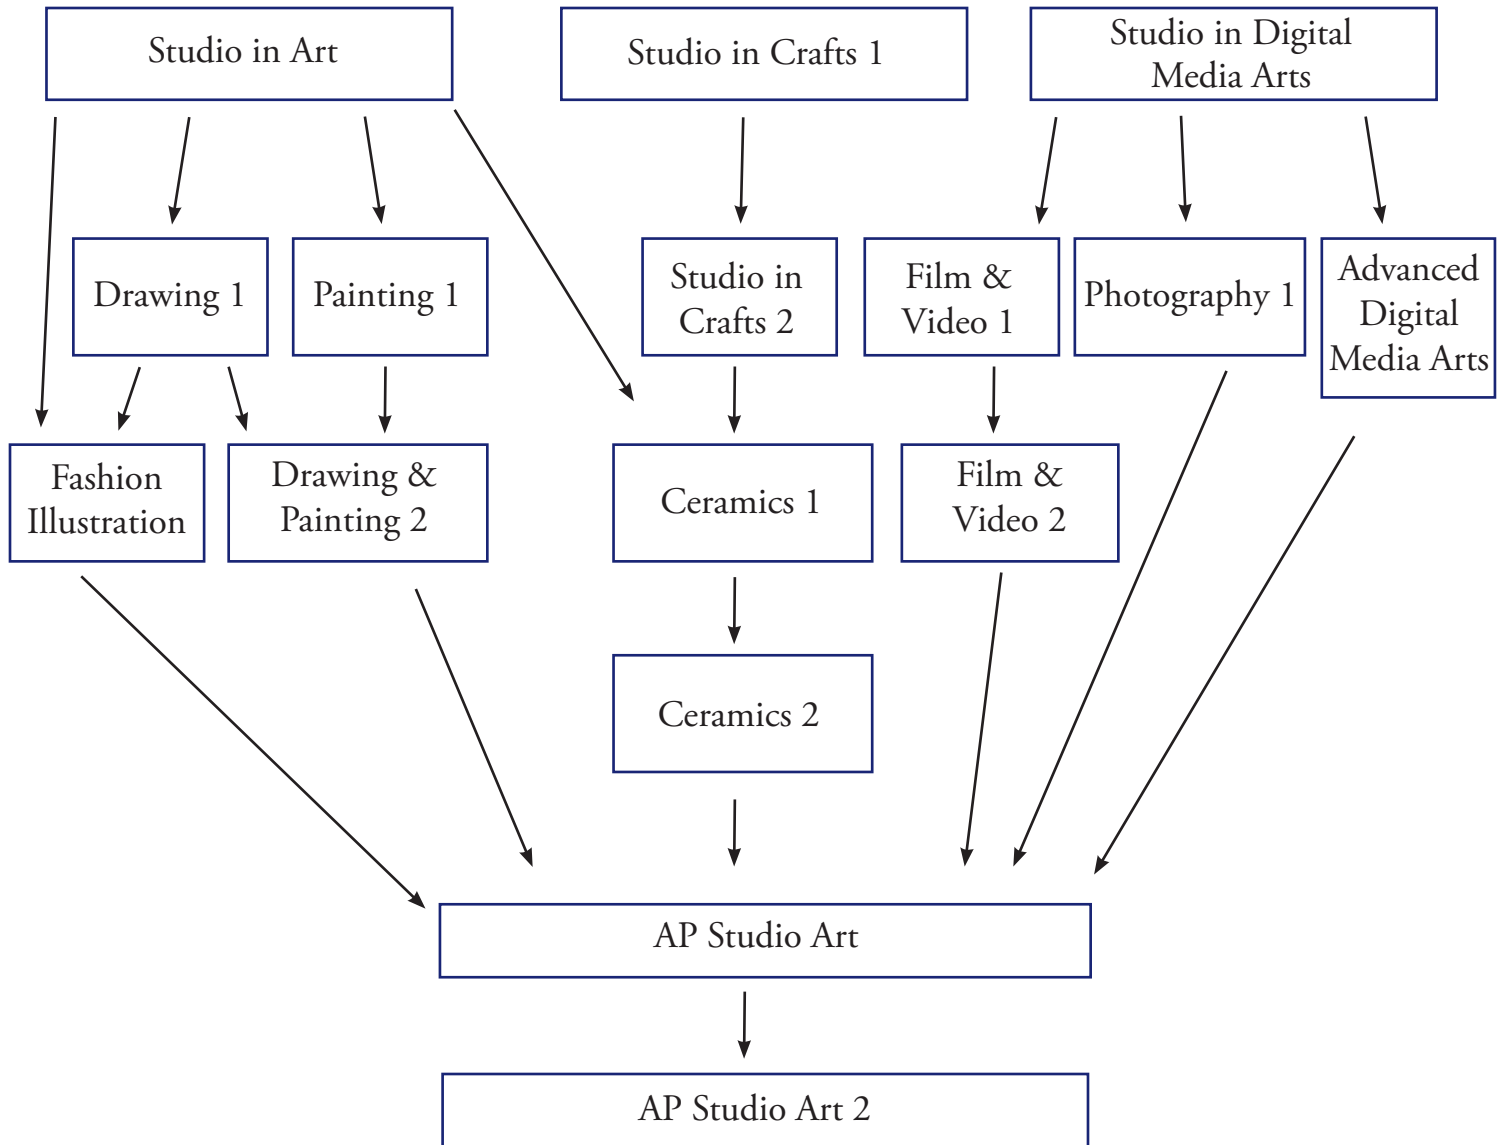 Studio in Art
Studio in Crafts 1
Studio in Digital
Media Arts
Drawing 1
Painting 1
Studio in
Crafts 2
Film &
Video 1
Photography 1
Advanced
Digital
Media Arts
Fashion
Illustration
Drawing &
Painting 2
Ceramics 1
Film &
Video 2
Ceramics 2
AP Studio Art
AP Studio Art 2